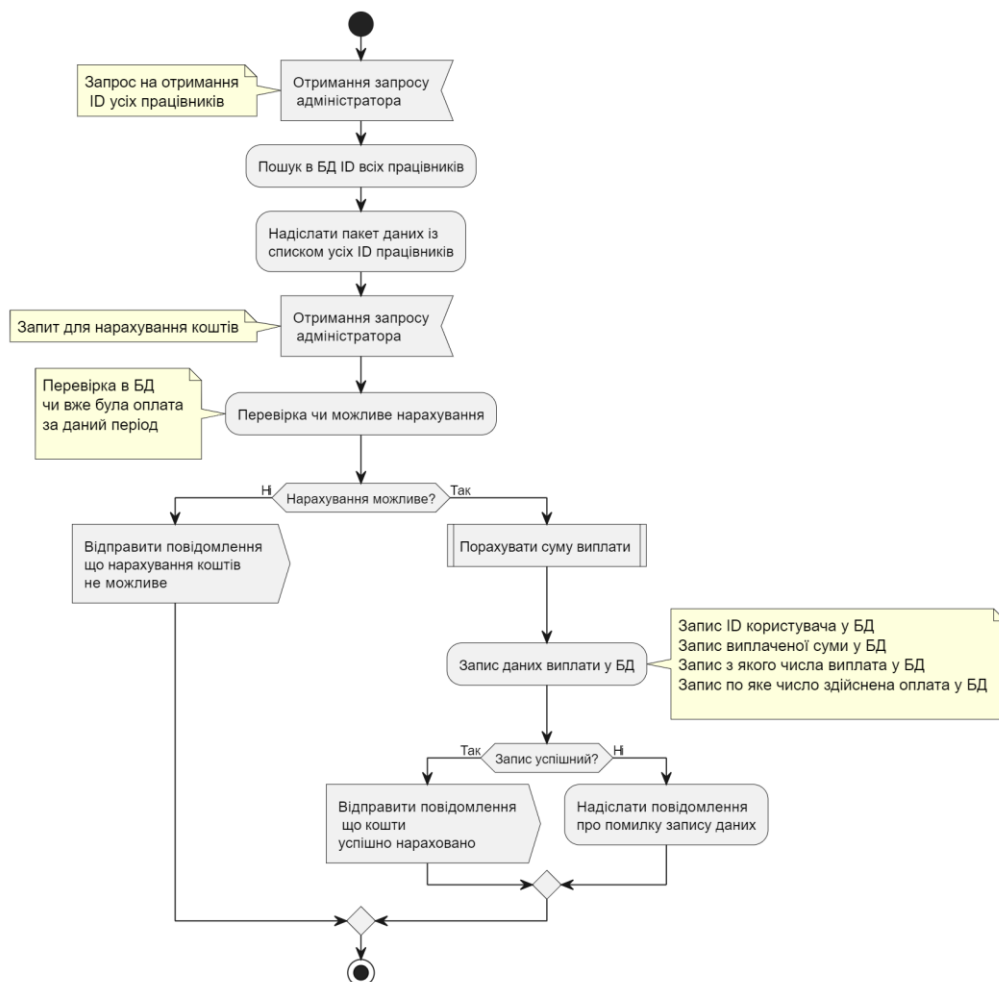 Запрос на отримання
ID усіх працівників
Отримання запросу
адміністратора
Пошук в БД ID всіх працівників
Надіслати пакет даних із
списком усіх ID працівників
Запит для нарахування коштів
Отримання запросу
адміністратора
Перевірка в БД
чи вже була оплата
за даний період
Перевірка чи можливе нарахування
Ні
Нарахування можливе?
Так
Відправити повідомлення
що нарахування коштів
не можливе
Порахувати суму виплати
Запис даних виплати у БД
Запис ID користувача у БД
Запис виплаченої суми у БД
Запис з якого числа виплата у БД
Запис по яке число здійснена оплата у БД
Так
Запис успішний?
Ні
Відправити повідомлення
що кошти
успішно нараховано
Надіслати повідомлення
про помилку запису даних